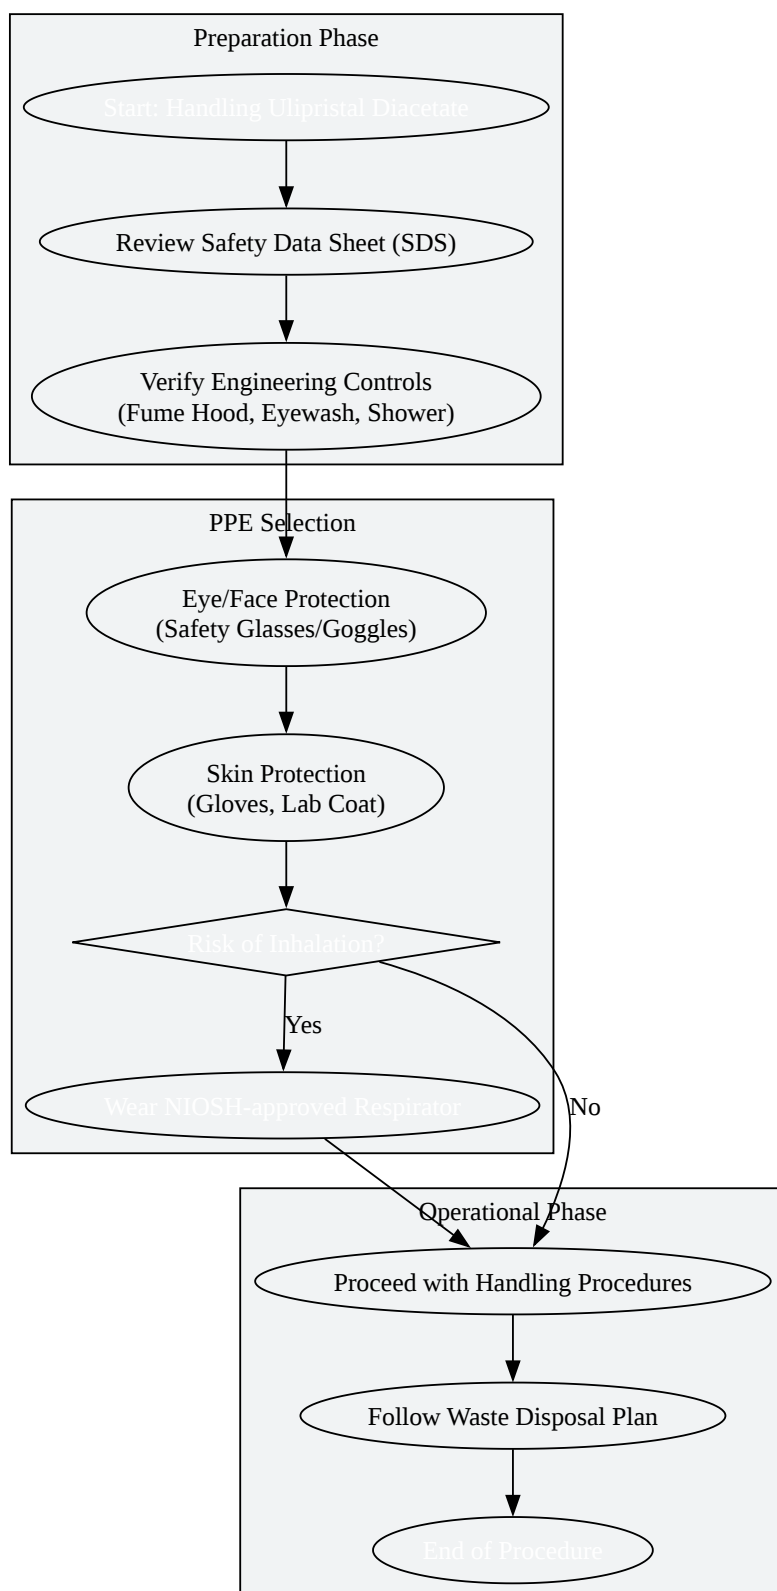 Preparation Phase
Start: Handling Ulipristal Diacetate
Review Safety Data Sheet (SDS)
Verify Engineering Controls
(Fume Hood, Eyewash, Shower)
PPE Selection
Eye/Face Protection
(Safety Glasses/Goggles)
Skin Protection
(Gloves, Lab Coat)
Risk of Inhalation?
Yes
Wear NIOSH-approved Respirator
No
Operational Phase
Proceed with Handling Procedures
Follow Waste Disposal Plan
End of Procedure